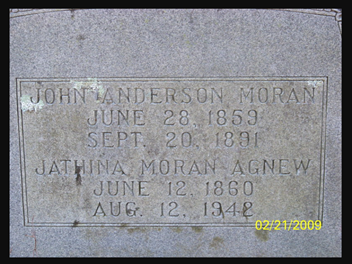 JOHN ANDERSON MORAN
JUNE 28, 1859
SEPT. 20, 1891
JATHINA MORAN AGNEW
JUNE 12, 1860
AUG. 12, 1942
02/21/2009